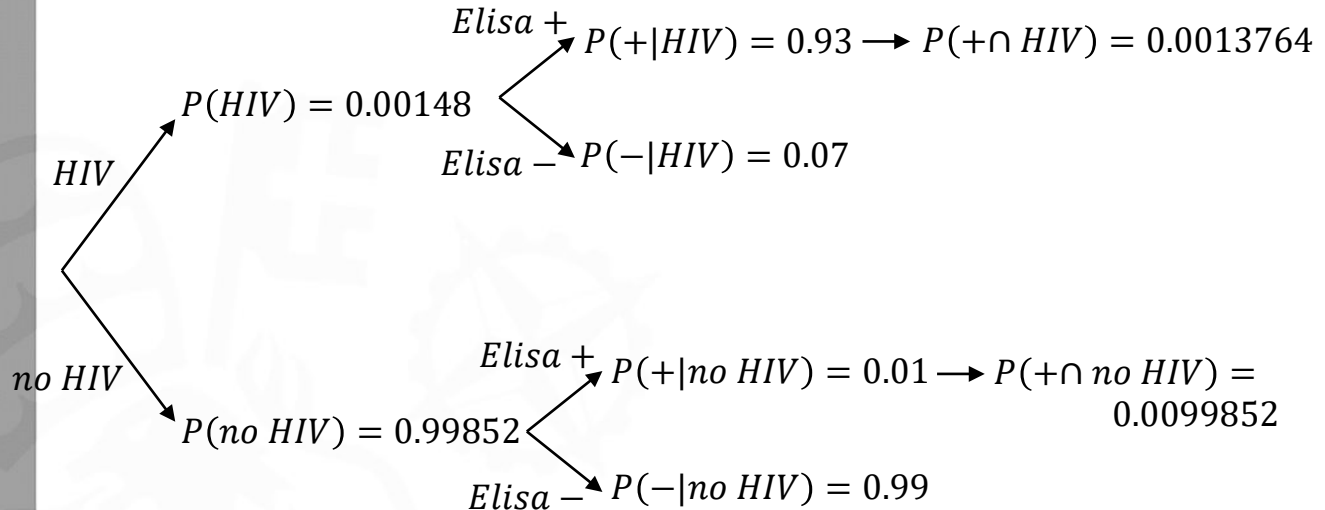 Elisa +
P(+|HIV) = 0.93 → P(+∩ HIV) = 0.0013764
P(HIV) = 0.00148
Elisa − P(−|HIV) = 0.07
HIV
Elisa +
P(+|no HIV) = 0.01 → P(+∩ no HIV) =
0.0099852
no HIV
P(no HIV) = 0.99852
Elisa − P(−|no HIV) = 0.99